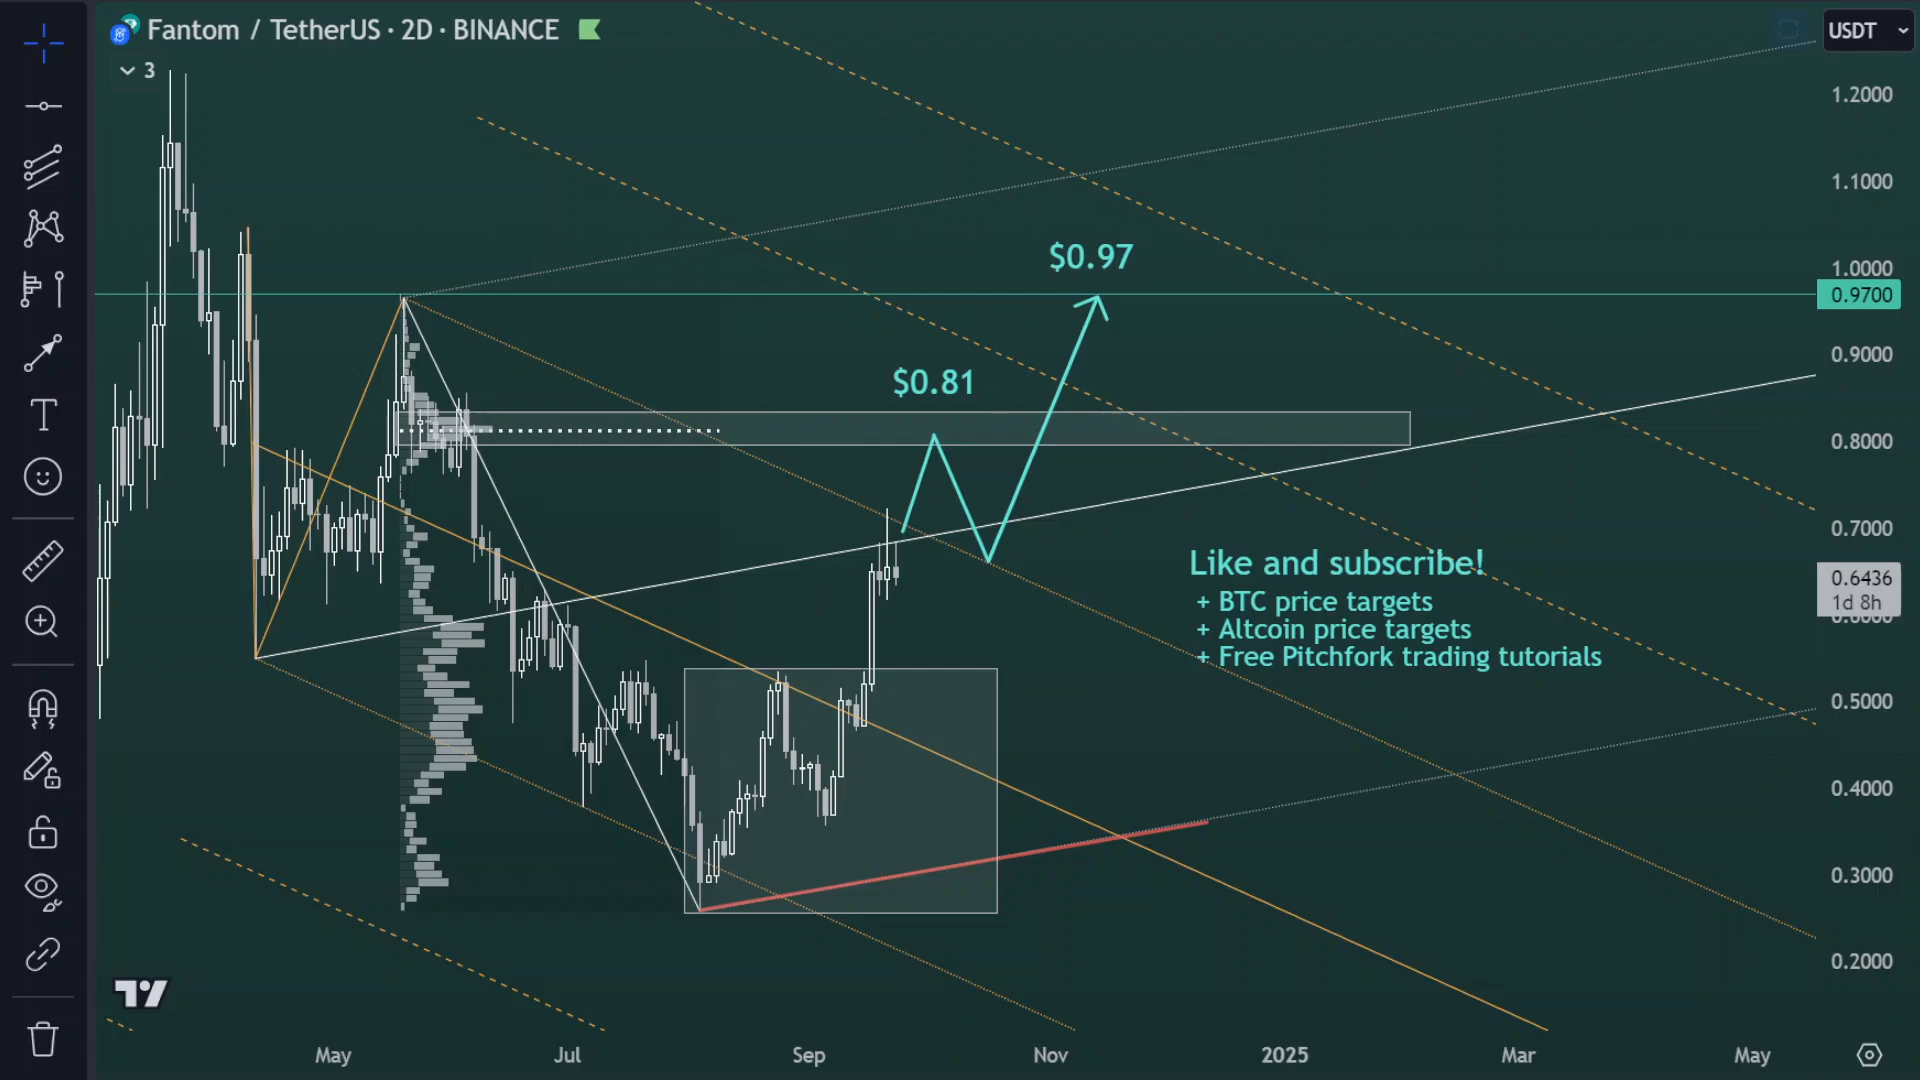 Fantom / TetherUS · 2D · BINANCE
USDT
3
1.2000
1.1000
1.0000
0.9700
0.9000
0.8000
0.7000
0.6436
1d 8h
0.6000
0.5000
0.4000
0.3000
0.2000
$0.97
$0.81
Like and subscribe!
+ BTC price targets
+ Altcoin price targets
+ Free Pitchfork trading tutorials
May Jul Sep Nov 2025 Mar May